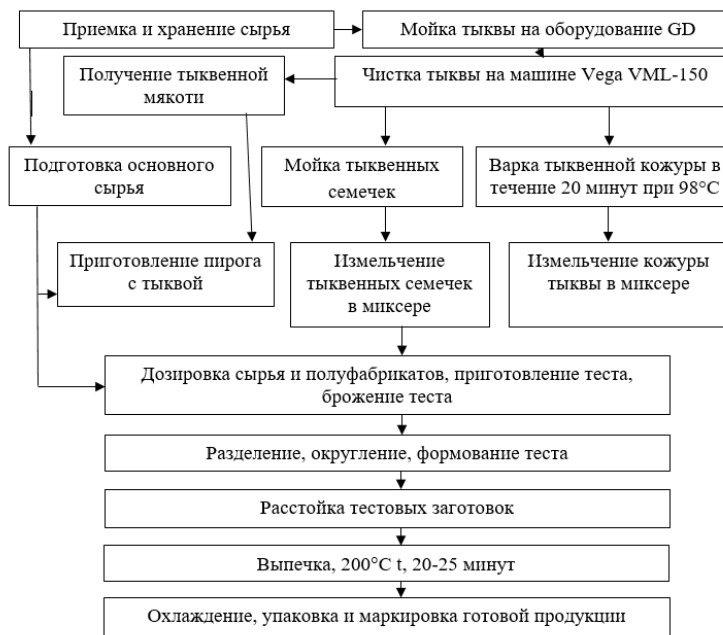 Приемка и хранение сырья
Мойка тыквы на оборудование GD
Получение тыквенной
мякоти
Чистка тыквы на машине Vega VML-150
Подготовка основного
сырья
Мойка тыквенных
семечек
Варка тыквенной кожуры в
течение 20 минут при 98°C
Приготовление пирога
с тыквой
Измельчение
тыквенных семечек
в миксере
Измельчение кожуры
тыквы в миксере
Дозировка сырья и полуфабрикатов, приготовление теста,
брожение теста
Разделение, округление, формование теста
Расстойка тестовых заготовок
Выпечка, 200°C t, 20-25 минут
Охлаждение, упаковка и маркировка готовой продукции